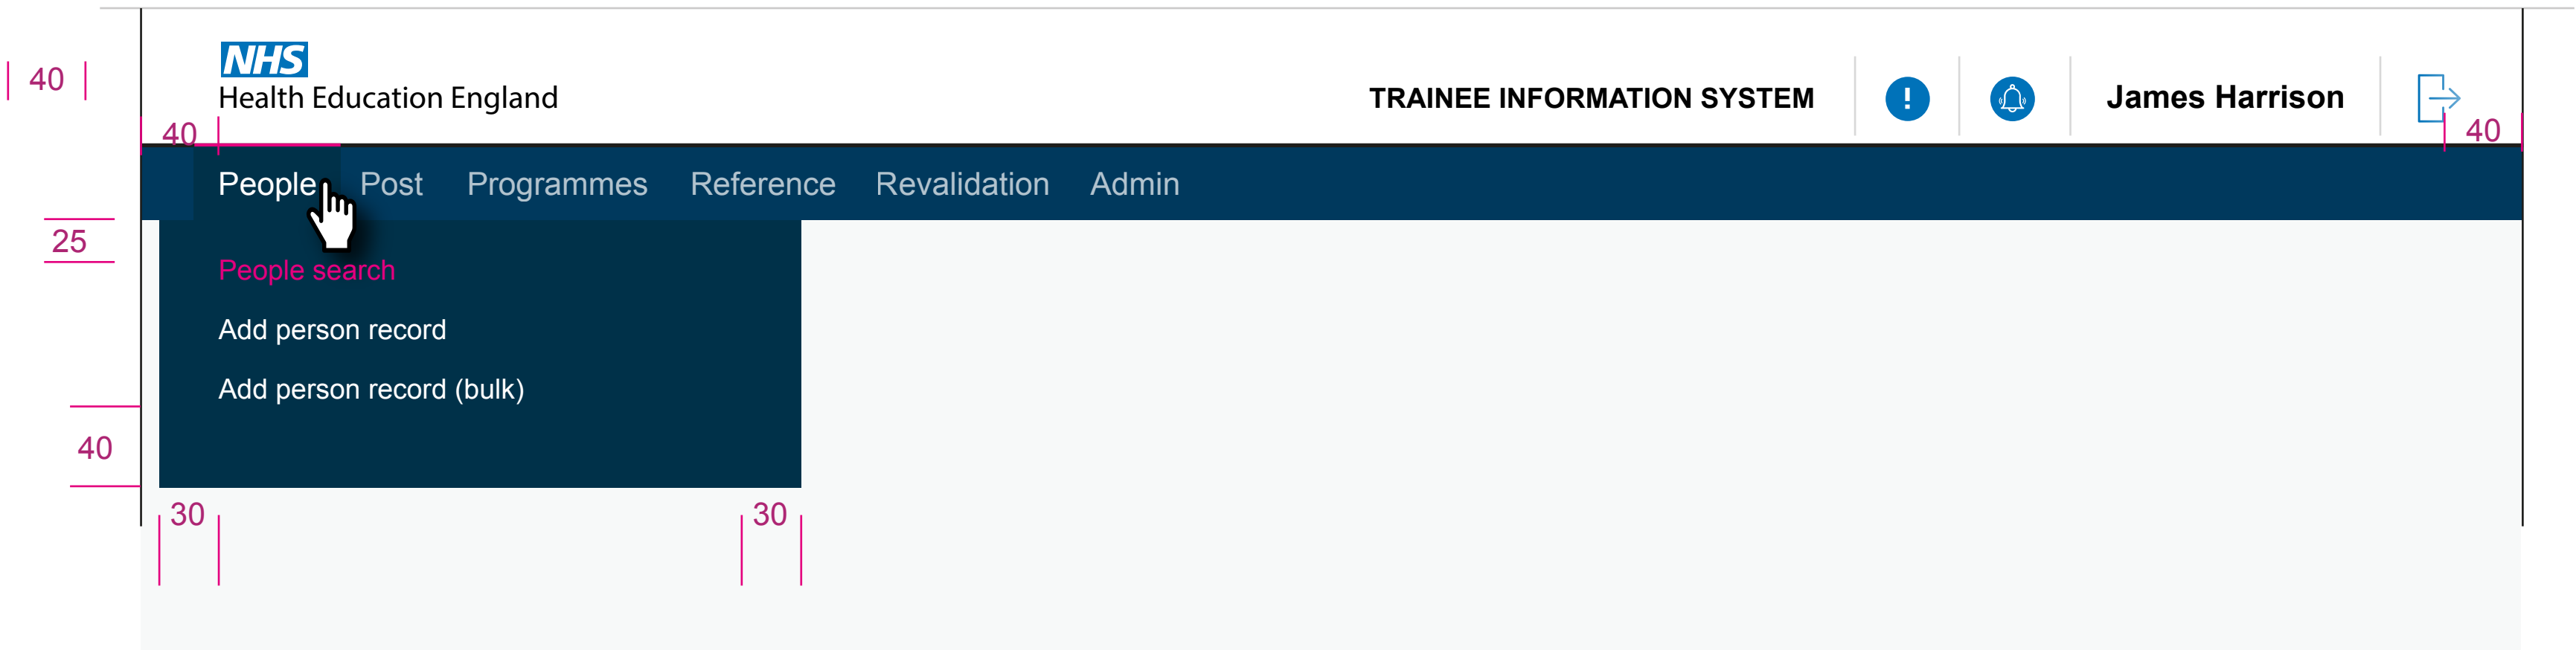 NHS
Health Education England
40
TRAINEE INFORMATION SYSTEM
!
James Harrison
40
40
People Post Programmes Reference Revalidation Admin
25
People search
Add person record
Add person record (bulk)
40
30
30